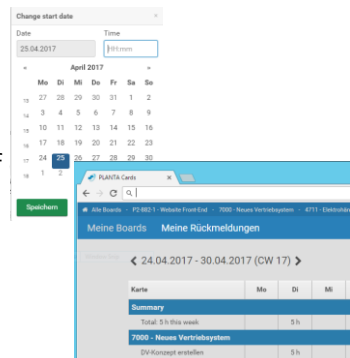 Change start date ×
Date Time
25.04.2017 HH:mm
« April 2017 »
Mo Di Mi Do Fr Sa So
13 27 28 29 30 31 1 2
14 3 4 5 6 7 8 9
15 10 11 12 13 14 15 16
16 17 18 19 20 21 22 23
17 24 25 26 27 28 29 30
18 1 2
Speichern
PLANTA Cards ×
Alle Boards - P2-882-1 - Website Front-End - 7000 - Neues Vertriebsystem - 4711 -
Meine Boards Meine Rückmeldungen
24.04.2017 - 30.04.2017 (CW 17)
Karte Mo Di Mi
Summary
Total: 5 h this week 5 h
7000 - Neues Vertriebsystem
DV-Konzept erstellen 5 h